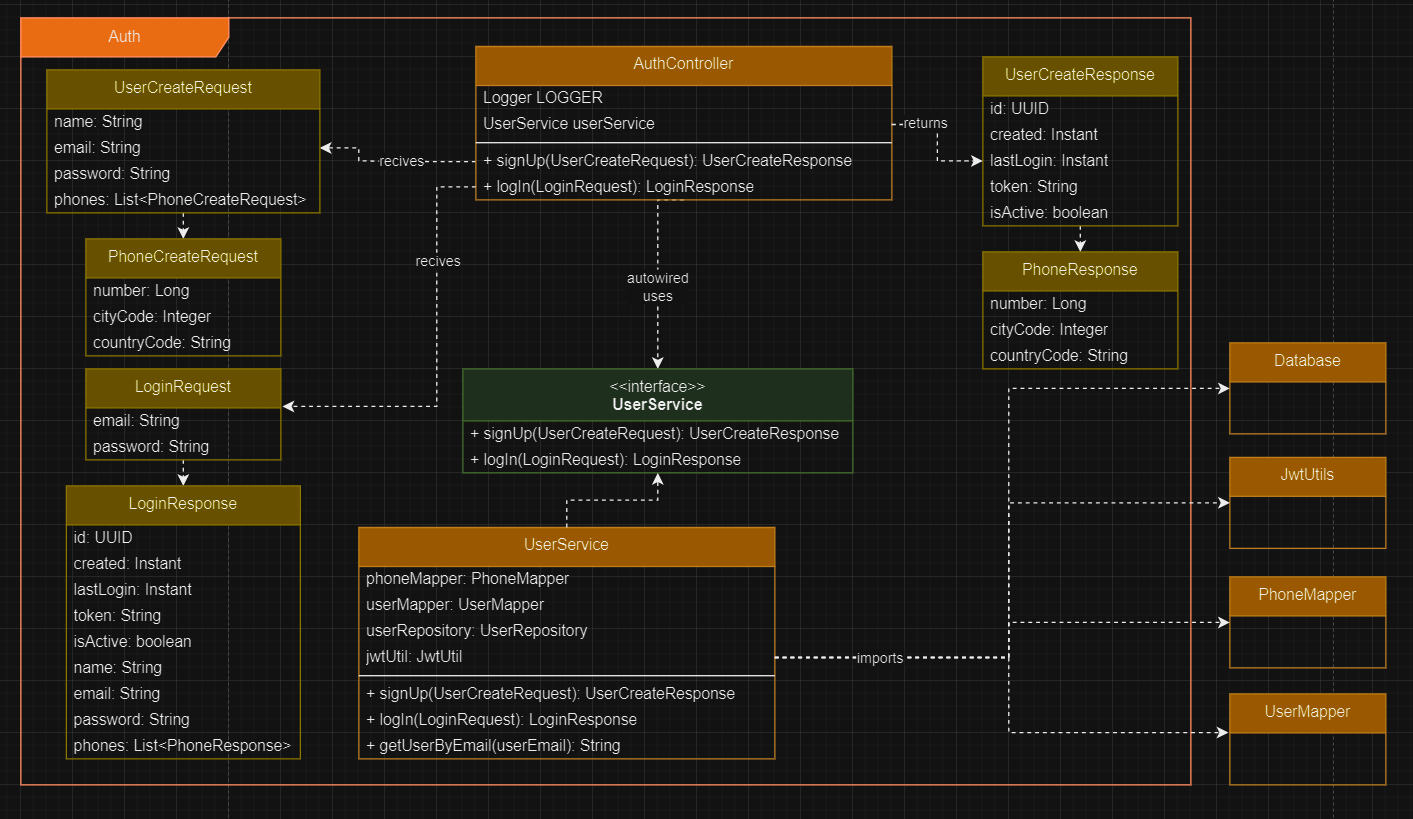 Auth
UserCreateRequest
name: String
email: String
password: String
phones: List<PhoneCreateRequest>
PhoneCreateRequest
number: Long
cityCode: Integer
countryCode: String
LoginRequest
email: String
password: String
LoginResponse
id: UUID
created: Instant
lastLogin: Instant
token: String
isActive: boolean
name: String
email: String
password: String
phones: List<PhoneResponse>
AuthController
Logger LOGGER
UserService userService
+ signUp(UserCreateRequest): UserCreateResponse
+ logIn(LoginRequest): LoginResponse
recives
recives
returns
autowired
uses
<<interface>>
UserService
+ signUp(UserCreateRequest): UserCreateResponse
+ logIn(LoginRequest): LoginResponse
UserService
phoneMapper: PhoneMapper
userMapper: UserMapper
userRepository: UserRepository
jwtUtil: JwtUtil
+ signUp(UserCreateRequest): UserCreateResponse
+ logIn(LoginRequest): LoginResponse
+ getUserByEmail(userEmail): String
imports
UserCreateResponse
id: UUID
created: Instant
lastLogin: Instant
token: String
isActive: boolean
PhoneResponse
number: Long
cityCode: Integer
countryCode: String
Database
JwtUtils
PhoneMapper
UserMapper